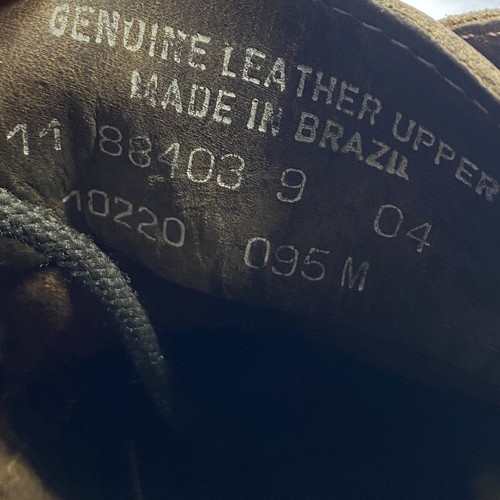 GENUINE LEATHER UPPER
MADE IN BRAZIL
11 88403 9 04
10220 095 M